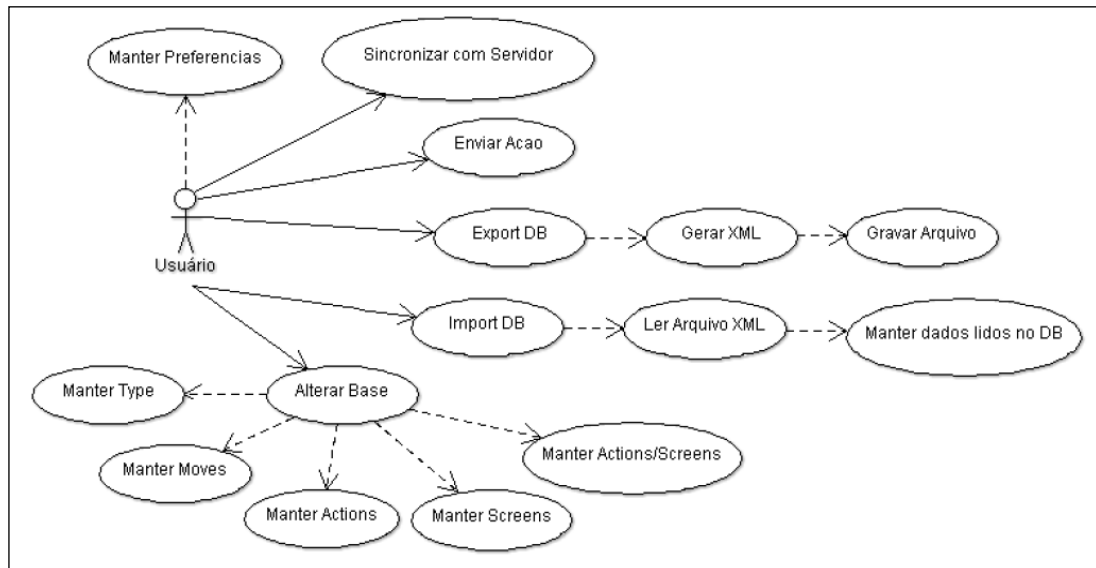 Manter Preferencias
Sincronizar com Servidor
Enviar Acao
Export DB
Gerar XML
Gravar Arquivo
Usuário
Import DB
Ler Arquivo XML
Manter dados lidos no DB
Manter Type
Alterar Base
Manter Moves
Manter Actions/Screens
Manter Actions
Manter Screens